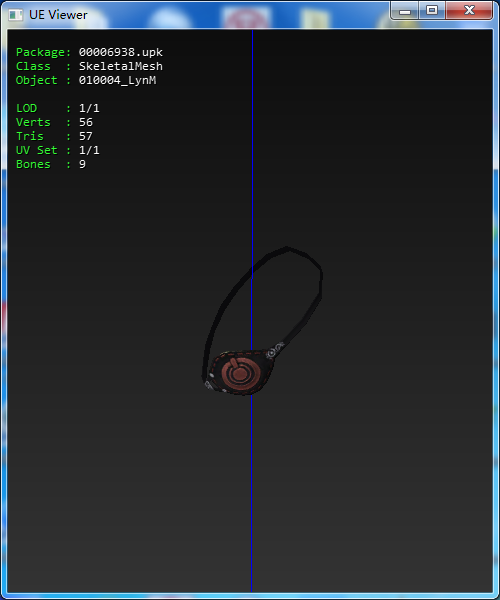 UE Viewer
Package: 00006938.upk
Class : SkeletalMesh
Object : 010004_LynM
LOD : 1/1
Verts : 56
Tris : 57
UV Set : 1/1
Bones : 9